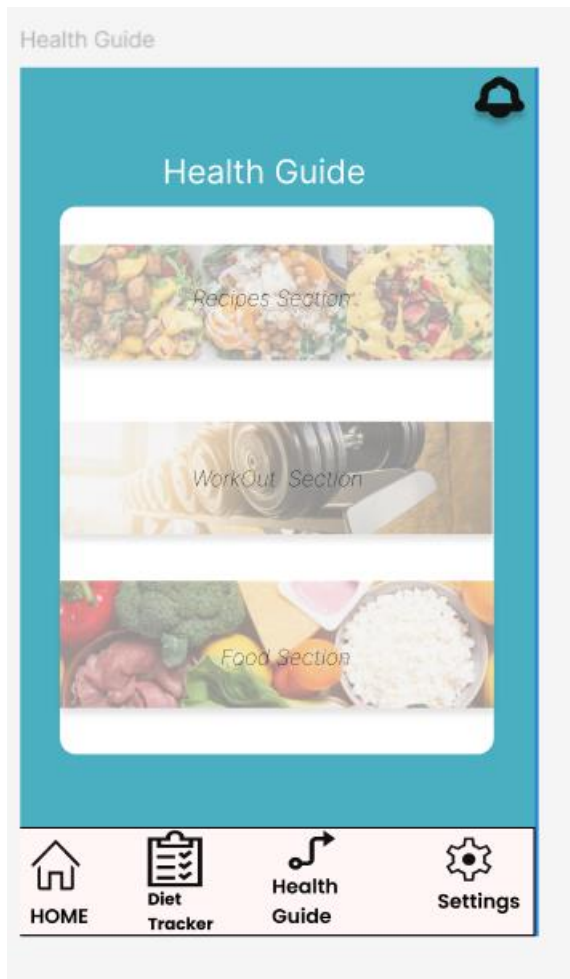 Health Guide
Health Guide
Recipes Section
WorkOut Section
Food Section
HOME
Diet
Tracker
Health
Guide
Settings